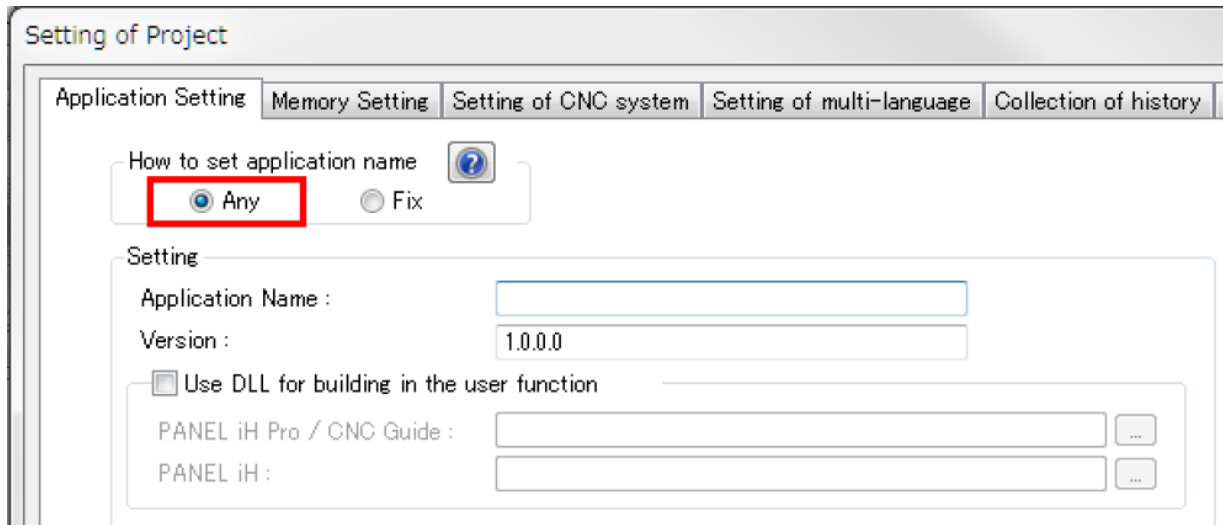 Setting of Project
Application Setting Memory Setting Setting of CNC system Setting of multi-language Collection of history
How to set application name ?
Any Fix
Setting
Application Name :
Version : 1.0.0.0
Use DLL for building in the user function
PANEL iH Pro / CNC Guide : ...
PANEL iH : ...